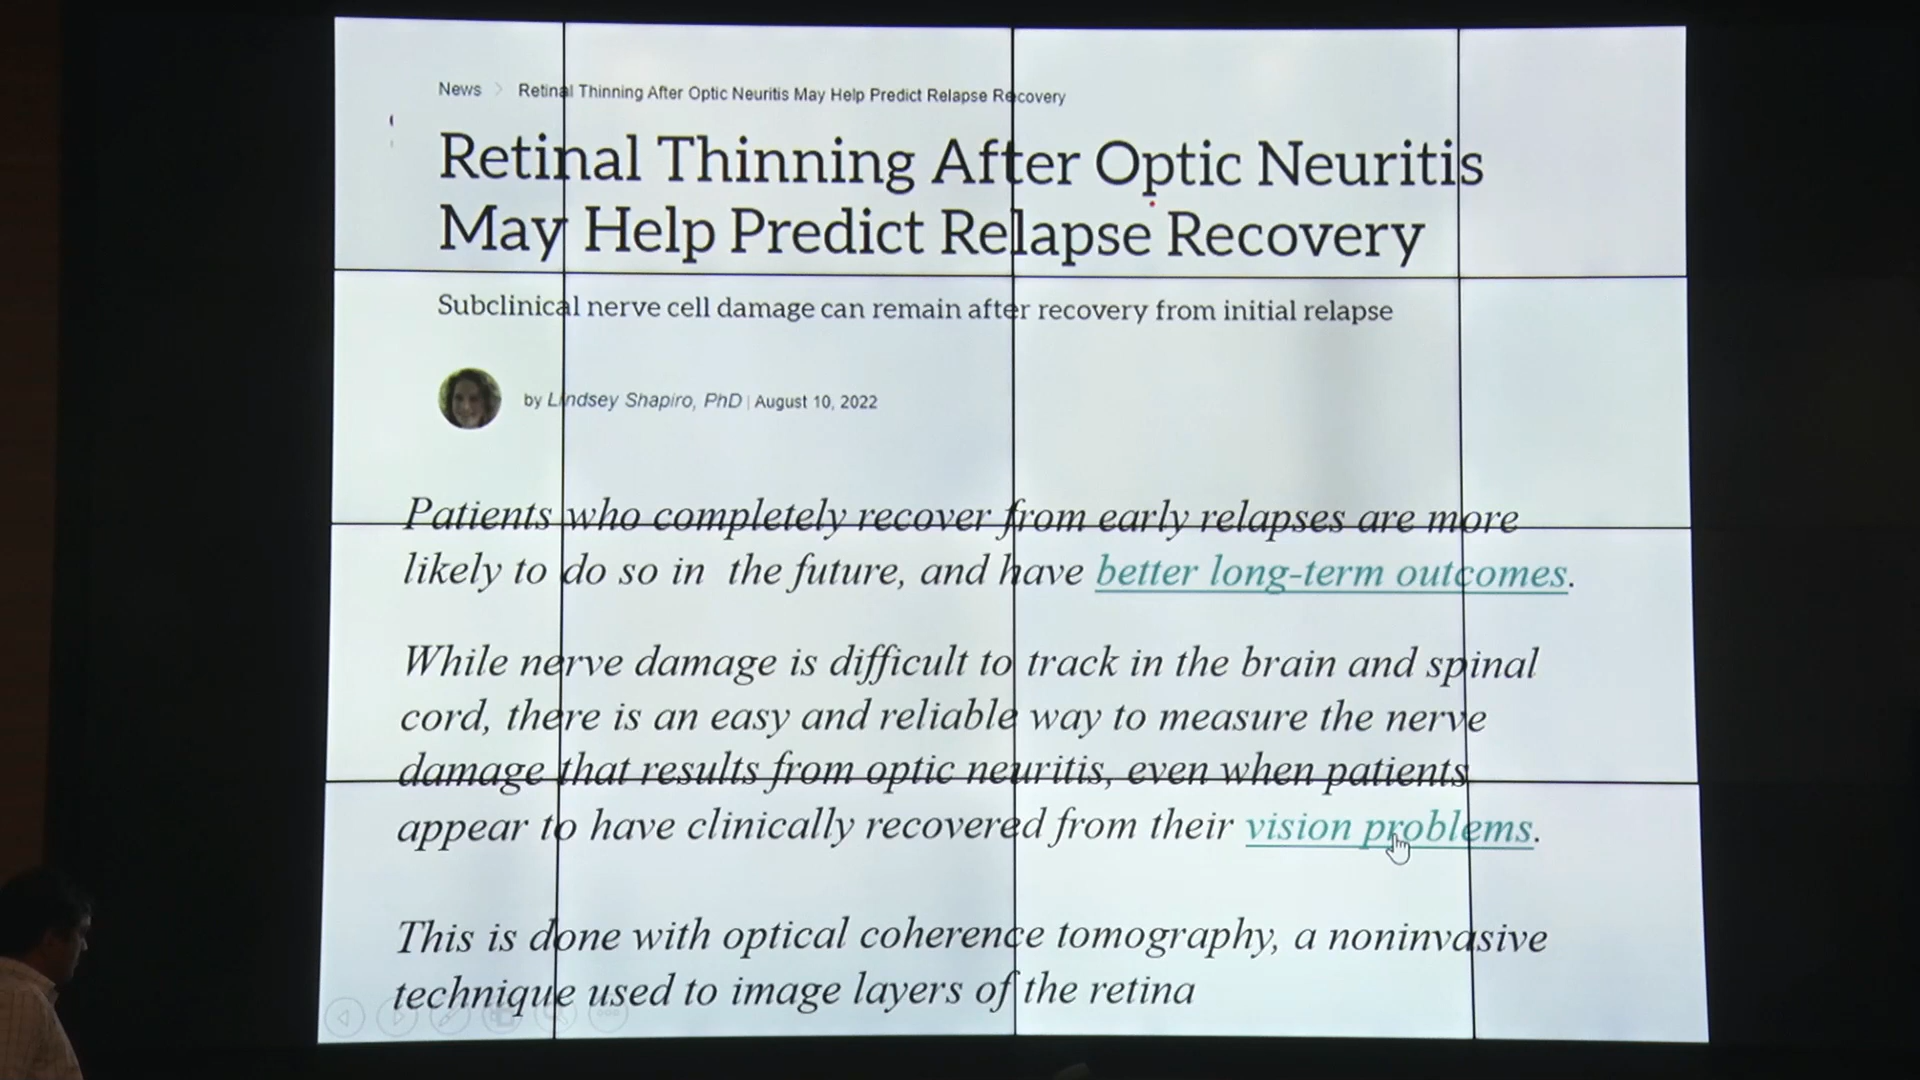 News > Retinal Thinning After Optic Neuritis May Help Predict Relapse Recovery
Retinal Thinning After Optic Neuritis
May Help Predict Relapse Recovery
Subclinical nerve cell damage can remain after recovery from initial relapse
by Lindsey Shapiro, PhD | August 10, 2022
Patients who completely recover from early relapses are more
likely to do so in the future, and have better long-term outcomes.
While nerve damage is difficult to track in the brain and spinal
cord, there is an easy and reliable way to measure the nerve
damage that results from optic neuritis, even when patients
appear to have clinically recovered from their vision problems.
This is done with optical coherence tomography, a noninvasive
technique used to image layers of the retina